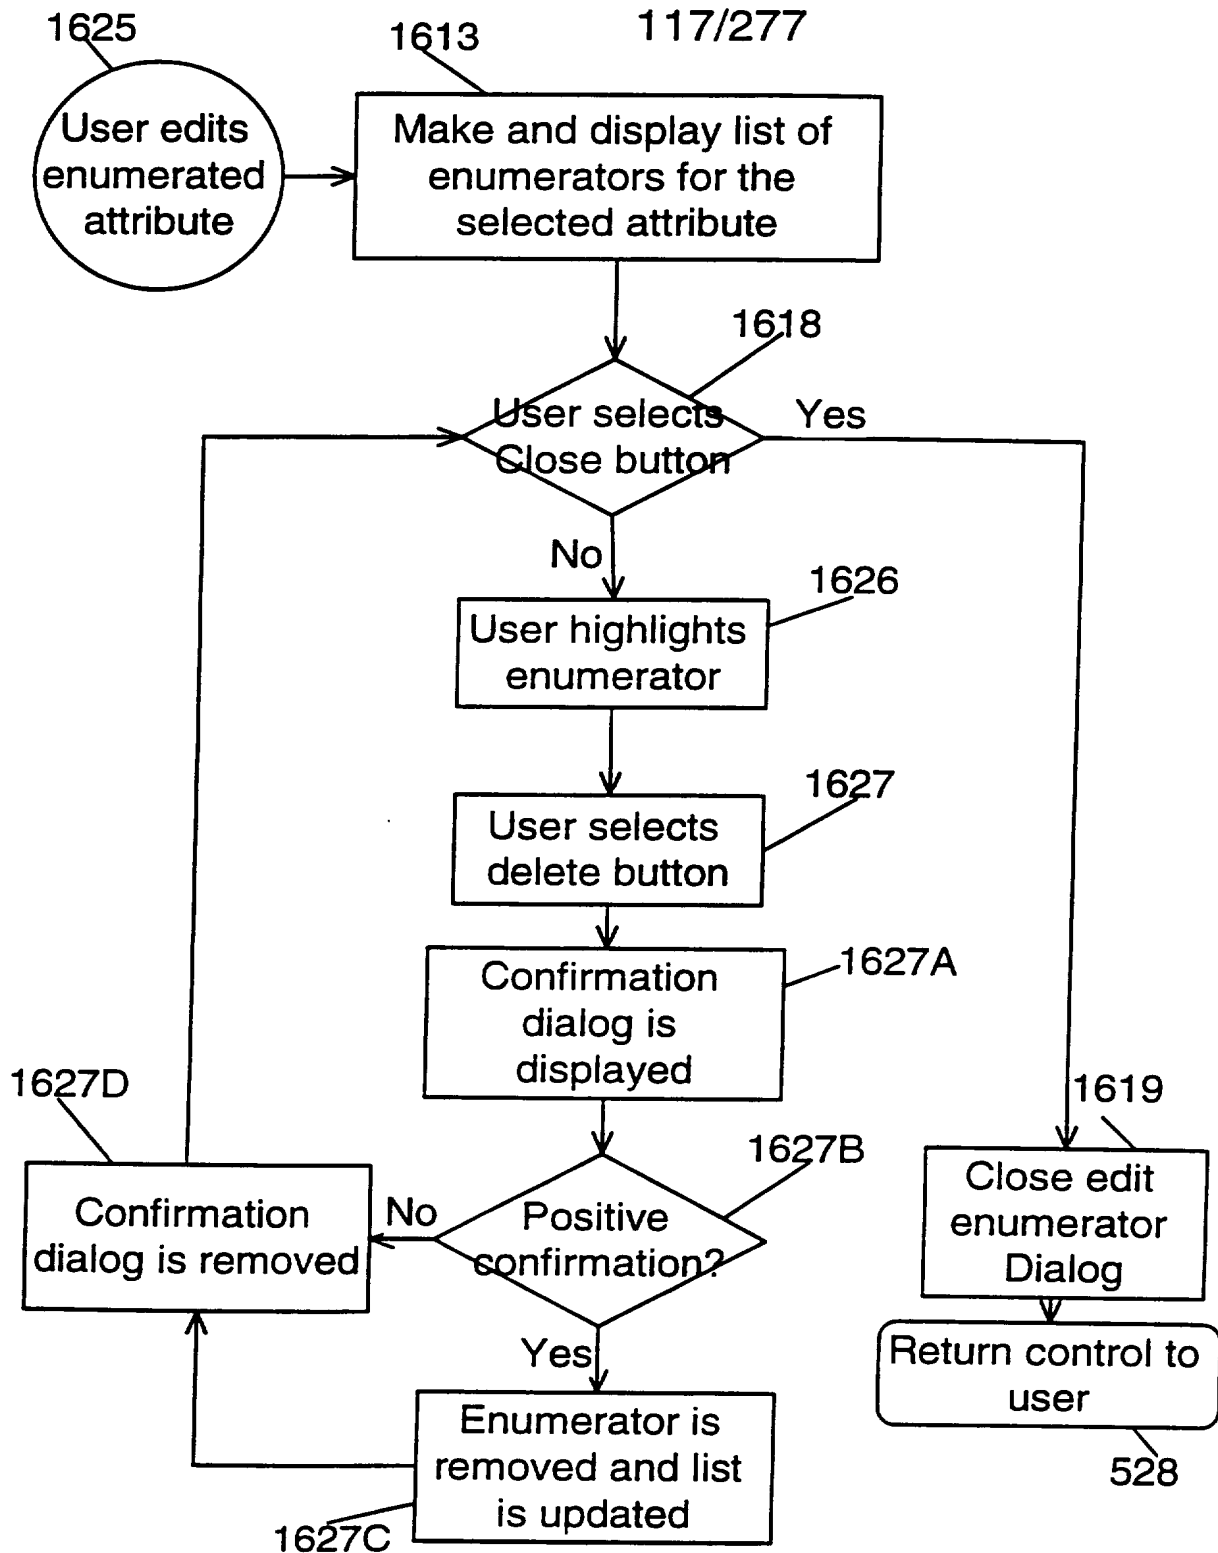 117/277
1625
1613
User edits
enumerated
attribute
Make and display list of
enumerators for the
selected attribute
1618
User selects
Close button
Yes
No
1626
User highlights
enumerator
1627
User selects
delete button
1627A
Confirmation
dialog is
displayed
1627D
1627B
1619
Confirmation
dialog is removed
No
Positive
confirmation?
Close edit
enumerator
Dialog
Yes
Return control to
user
Enumerator is
removed and list
is updated
528
1627C